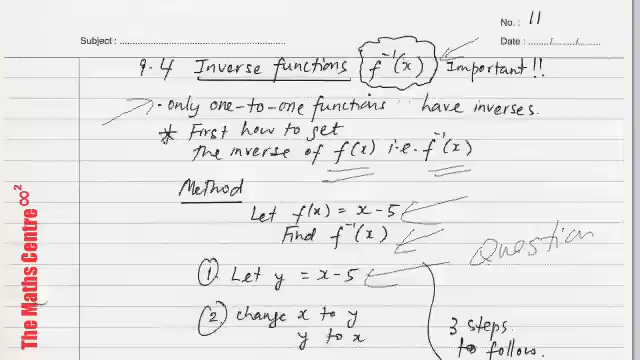 No.: 11
Subject: Date: / /
9.4 Inverse functions f⁻¹(x) Important!!
- only one-to-one functions have inverses.
* First how to get
the inverse of f(x) i.e. f⁻¹(x)
Method
Let f(x) = x - 5
Find f⁻¹(x)
Question
① Let y = x - 5
② change x to y
y to x
3 steps
to follow.
The Maths Centre ∞²